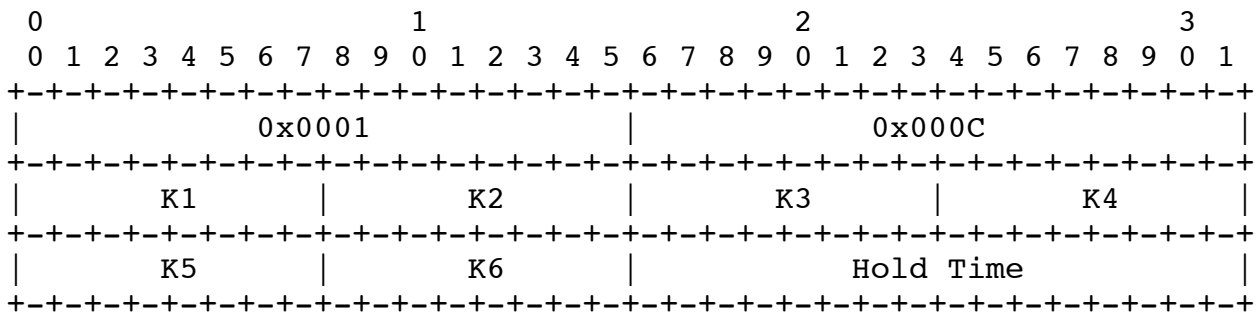 0                   1                   2                   3
 0 1 2 3 4 5 6 7 8 9 0 1 2 3 4 5 6 7 8 9 0 1 2 3 4 5 6 7 8 9 0 1
+-+-+-+-+-+-+-+-+-+-+-+-+-+-+-+-+-+-+-+-+-+-+-+-+-+-+-+-+-+-+-+-+
|            0x0001             |            0x000C             |
+-+-+-+-+-+-+-+-+-+-+-+-+-+-+-+-+-+-+-+-+-+-+-+-+-+-+-+-+-+-+-+-+
|       K1      |       K2      |       K3      |       K4      |
+-+-+-+-+-+-+-+-+-+-+-+-+-+-+-+-+-+-+-+-+-+-+-+-+-+-+-+-+-+-+-+-+
|       K5      |       K6      |           Hold Time           |
+-+-+-+-+-+-+-+-+-+-+-+-+-+-+-+-+-+-+-+-+-+-+-+-+-+-+-+-+-+-+-+-+